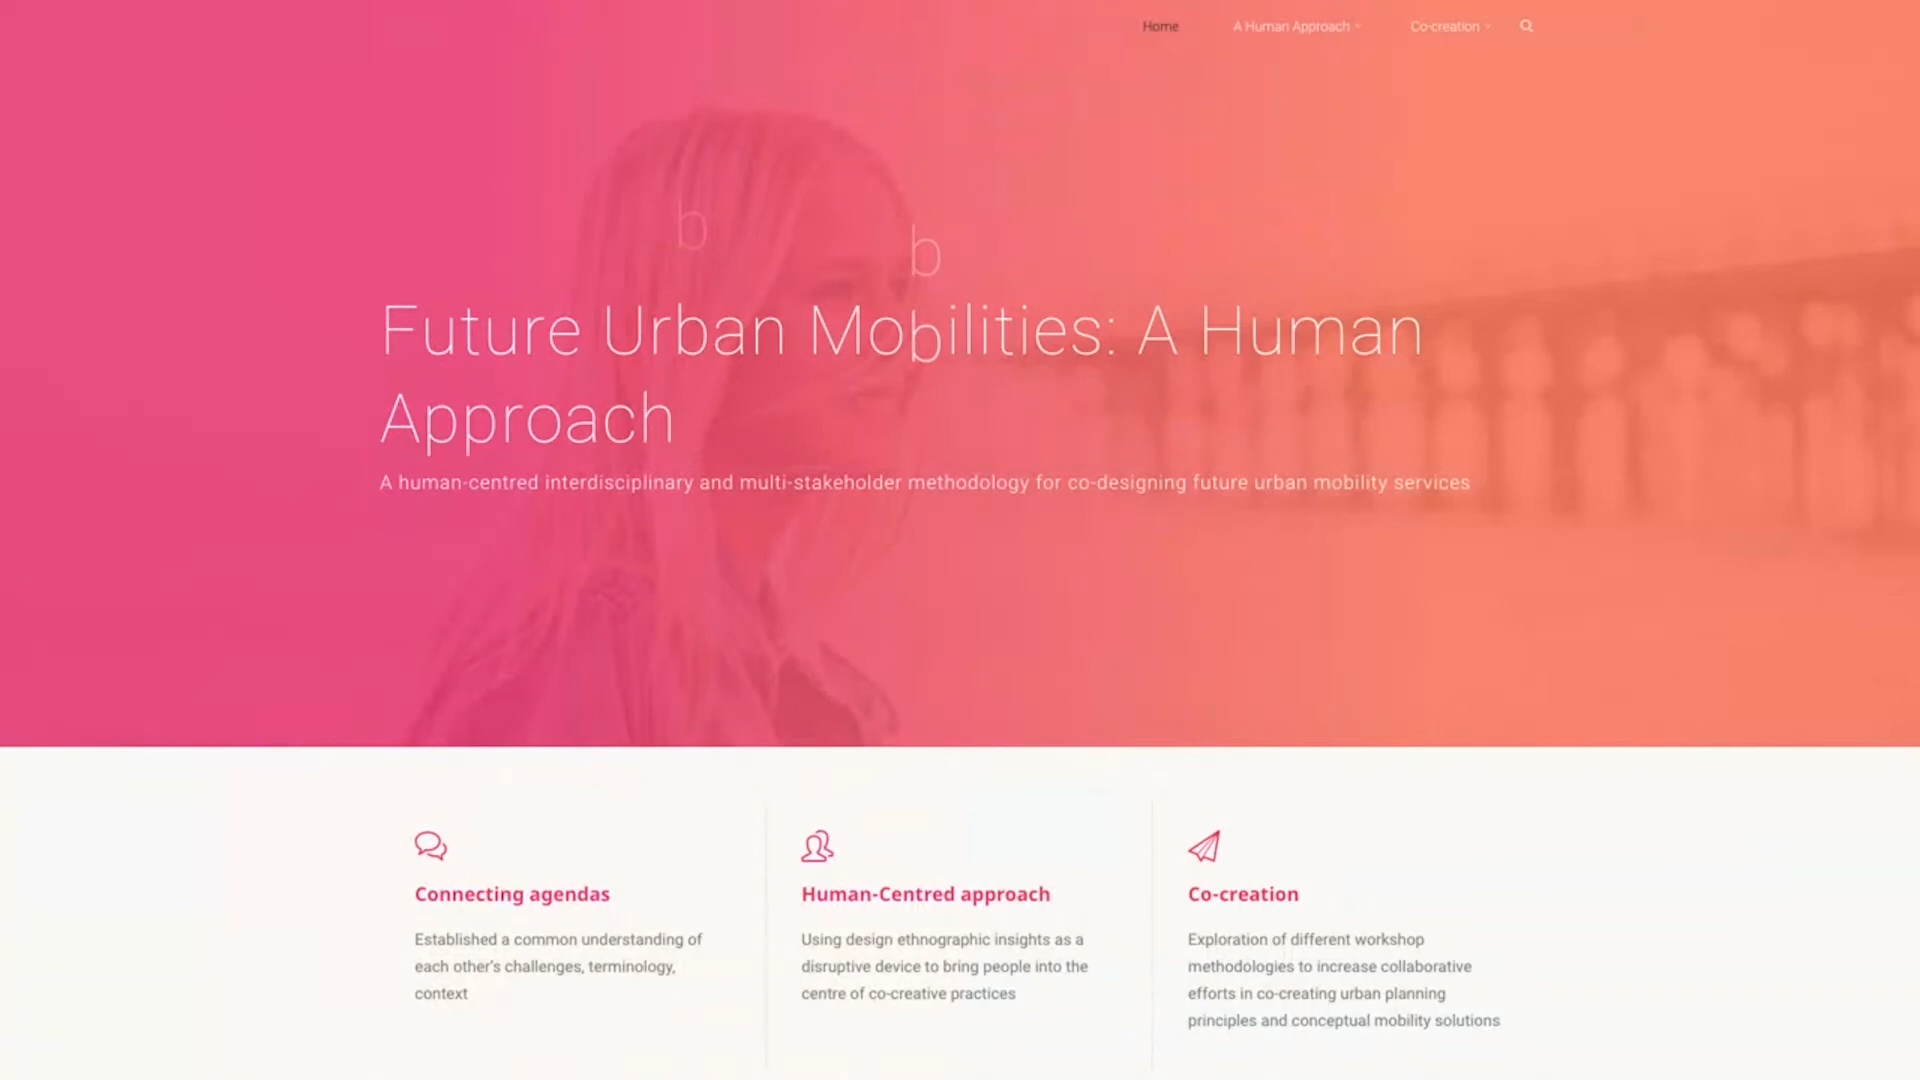 Home A Human Approach Co-creation
b
b
Future Urban Mobilities: A Human
Approach
A human-centred interdisciplinary and multi-stakeholder methodology for co-designing future urban mobility services
Connecting agendas
Established a common understanding of
each other's challenges, terminology,
context
Human-Centred approach
Using design ethnographic insights as a
disruptive device to bring people into the
centre of co-creative practices
Co-creation
Exploration of different workshop
methodologies to increase collaborative
efforts in co-creating urban planning
principles and conceptual mobility solutions